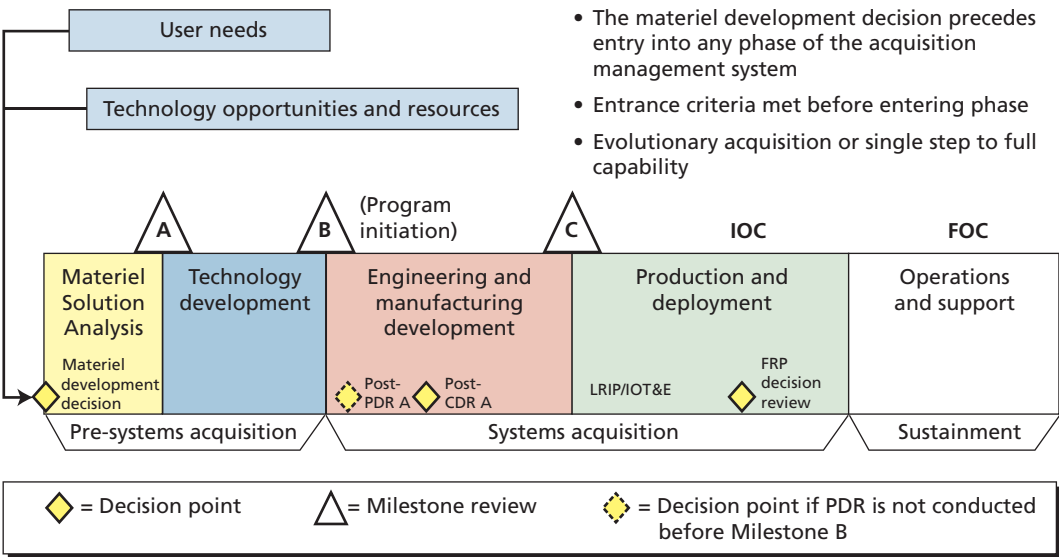 User needs
Technology opportunities and resources
• The materiel development decision precedes
entry into any phase of the acquisition
management system
• Entrance criteria met before entering phase
• Evolutionary acquisition or single step to full
capability
A
B
(Program
initiation)
C
IOC
FOC
Materiel
Solution
Analysis
Technology
development
Engineering and
manufacturing
development
Production and
deployment
Operations
and support
Materiel
development
decision
Post-
PDR A
Post-
CDR A
LRIP/IOT&E
FRP
decision
review
Pre-systems acquisition
Systems acquisition
Sustainment
= Decision point
= Milestone review
= Decision point if PDR is not conducted
before Milestone B